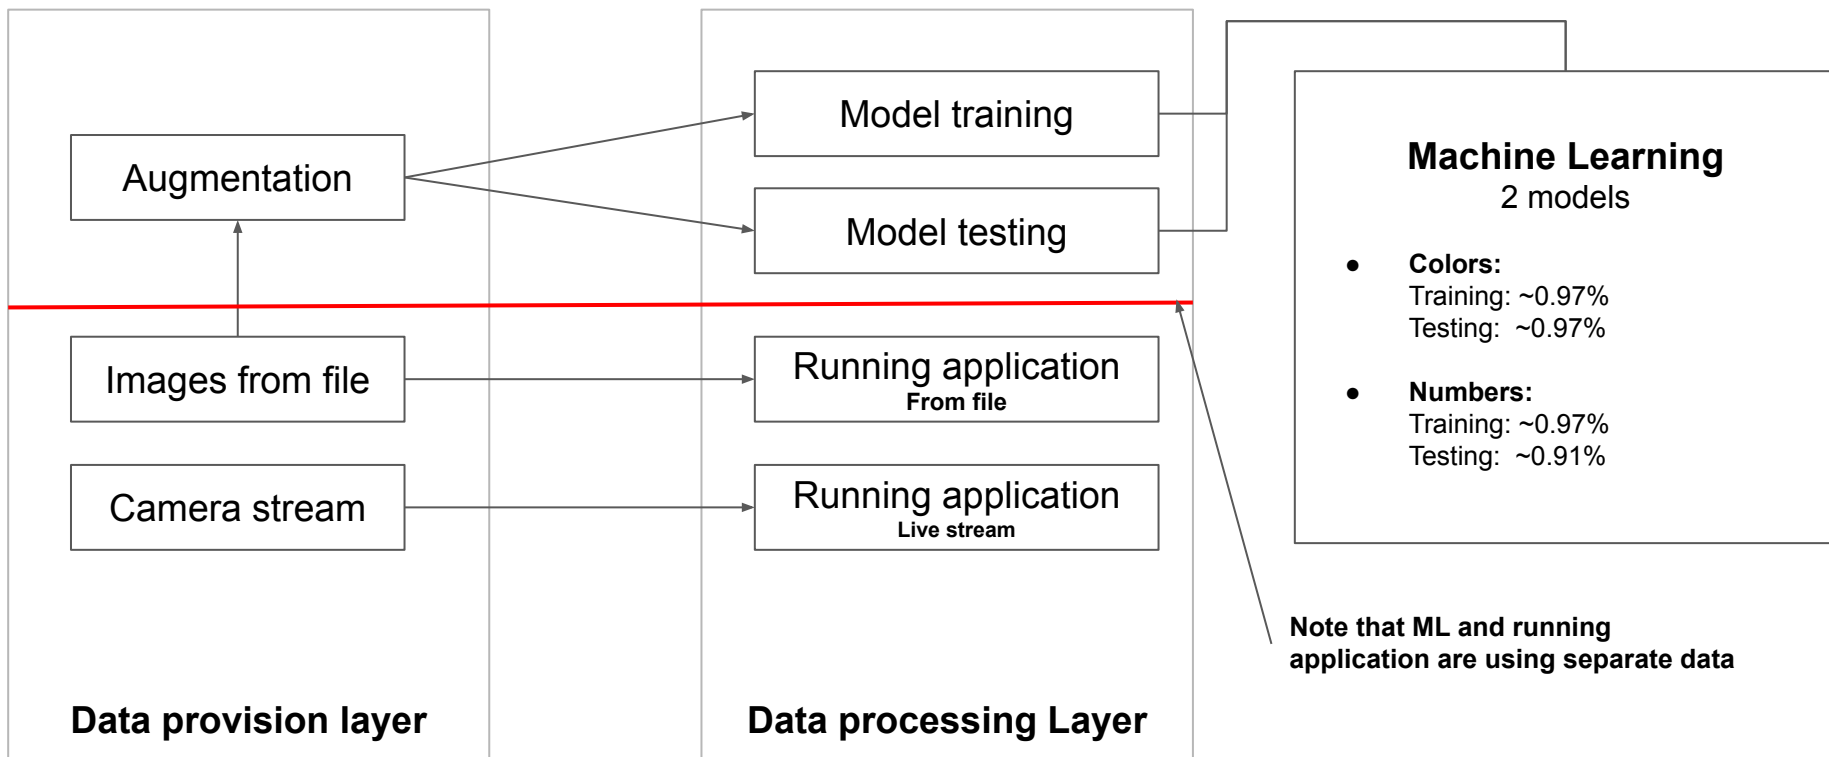 Augmentation
Images from file
Camera stream
Data provision layer
Model training
Model testing
Running application
From file
Running application
Live stream
Data processing Layer
Machine Learning
2 models
● Colors:
Training: ~0.97%
Testing: ~0.97%
● Numbers:
Training: ~0.97%
Testing: ~0.91%
Note that ML and running
application are using separate data